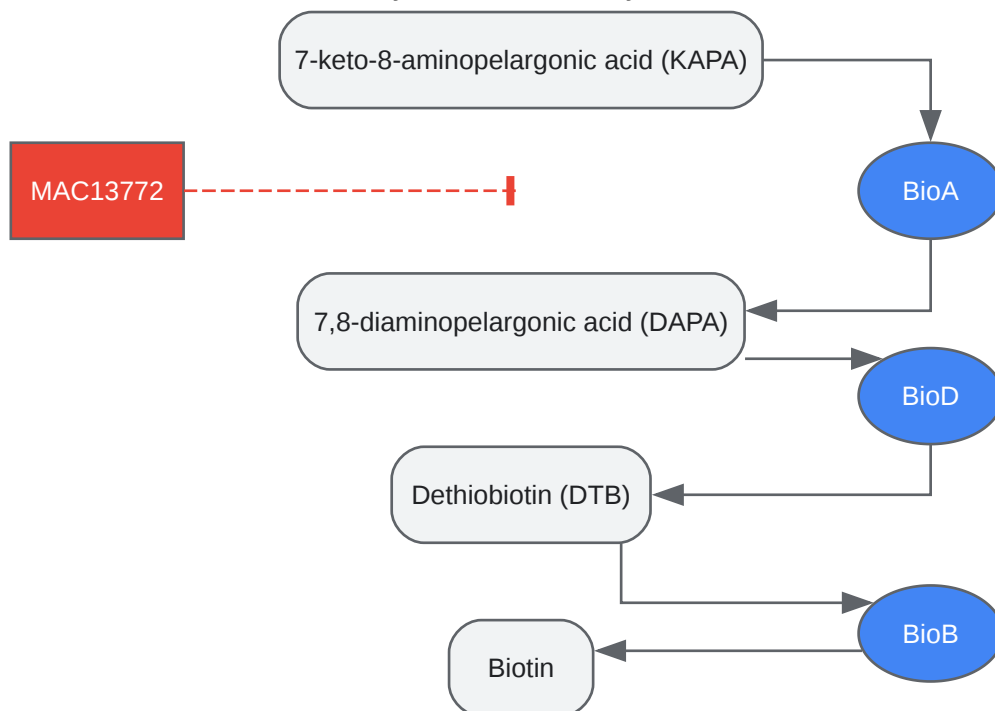 7-keto-8-aminopelargonic acid (KAPA)
MAC13772
BioA
7,8-diaminopelargonic acid (DAPA)
BioD
Dethiobiotin (DTB)
BioB
Biotin